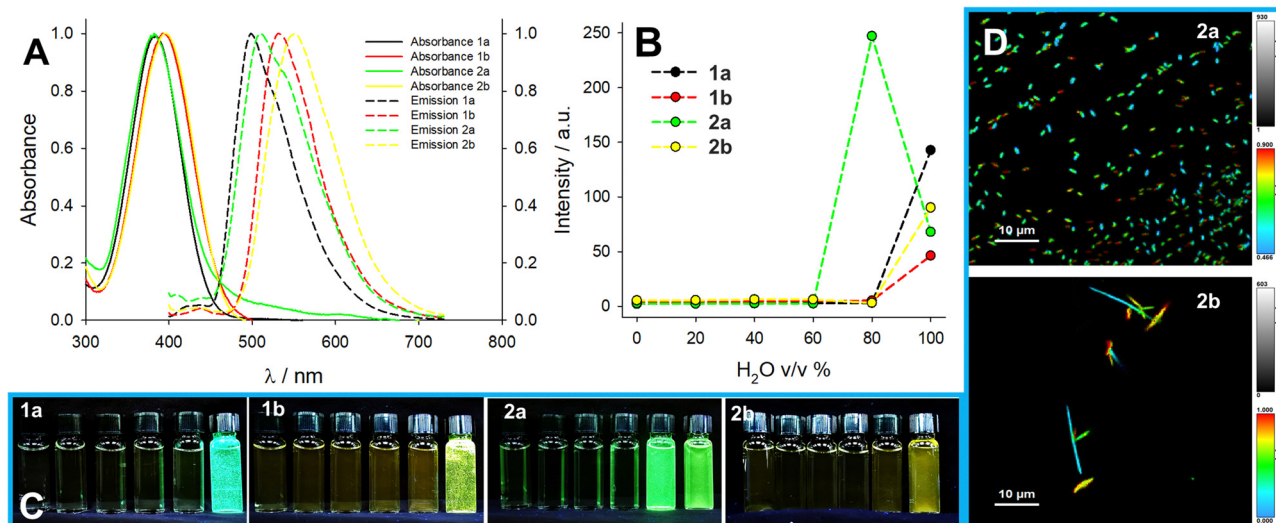 A
1.0
0.8
0.6
0.4
0.2
0.0
Absorbance
300
400
500
600
700
800
λ / nm
1.0
0.8
0.6
0.4
0.2
0.0
Intensity / a.u.
Absorbance 1a
Absorbance 1b
Absorbance 2a
Absorbance 2b
Emission 1a
Emission 1b
Emission 2a
Emission 2b
B
250
200
150
100
50
0
1a
1b
2a
2b
0
20
40
60
80
100
H₂O v/v %
C
1a
1b
2a
2b
D
2a
10 µm
930
1
0.900
0.466
2b
10 µm
603
0
1.000
0.000